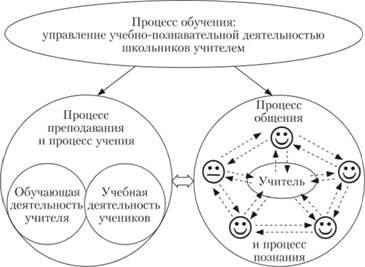 Процесс обучения:
управление учебно-познавательной деятельностью
школьников учителем
Процесс
преподавания
и процесс учения
Обучающая
деятельность
учителя
Учебная
деятельность
учеников
Процесс
общения
Учитель
и процесс
познания